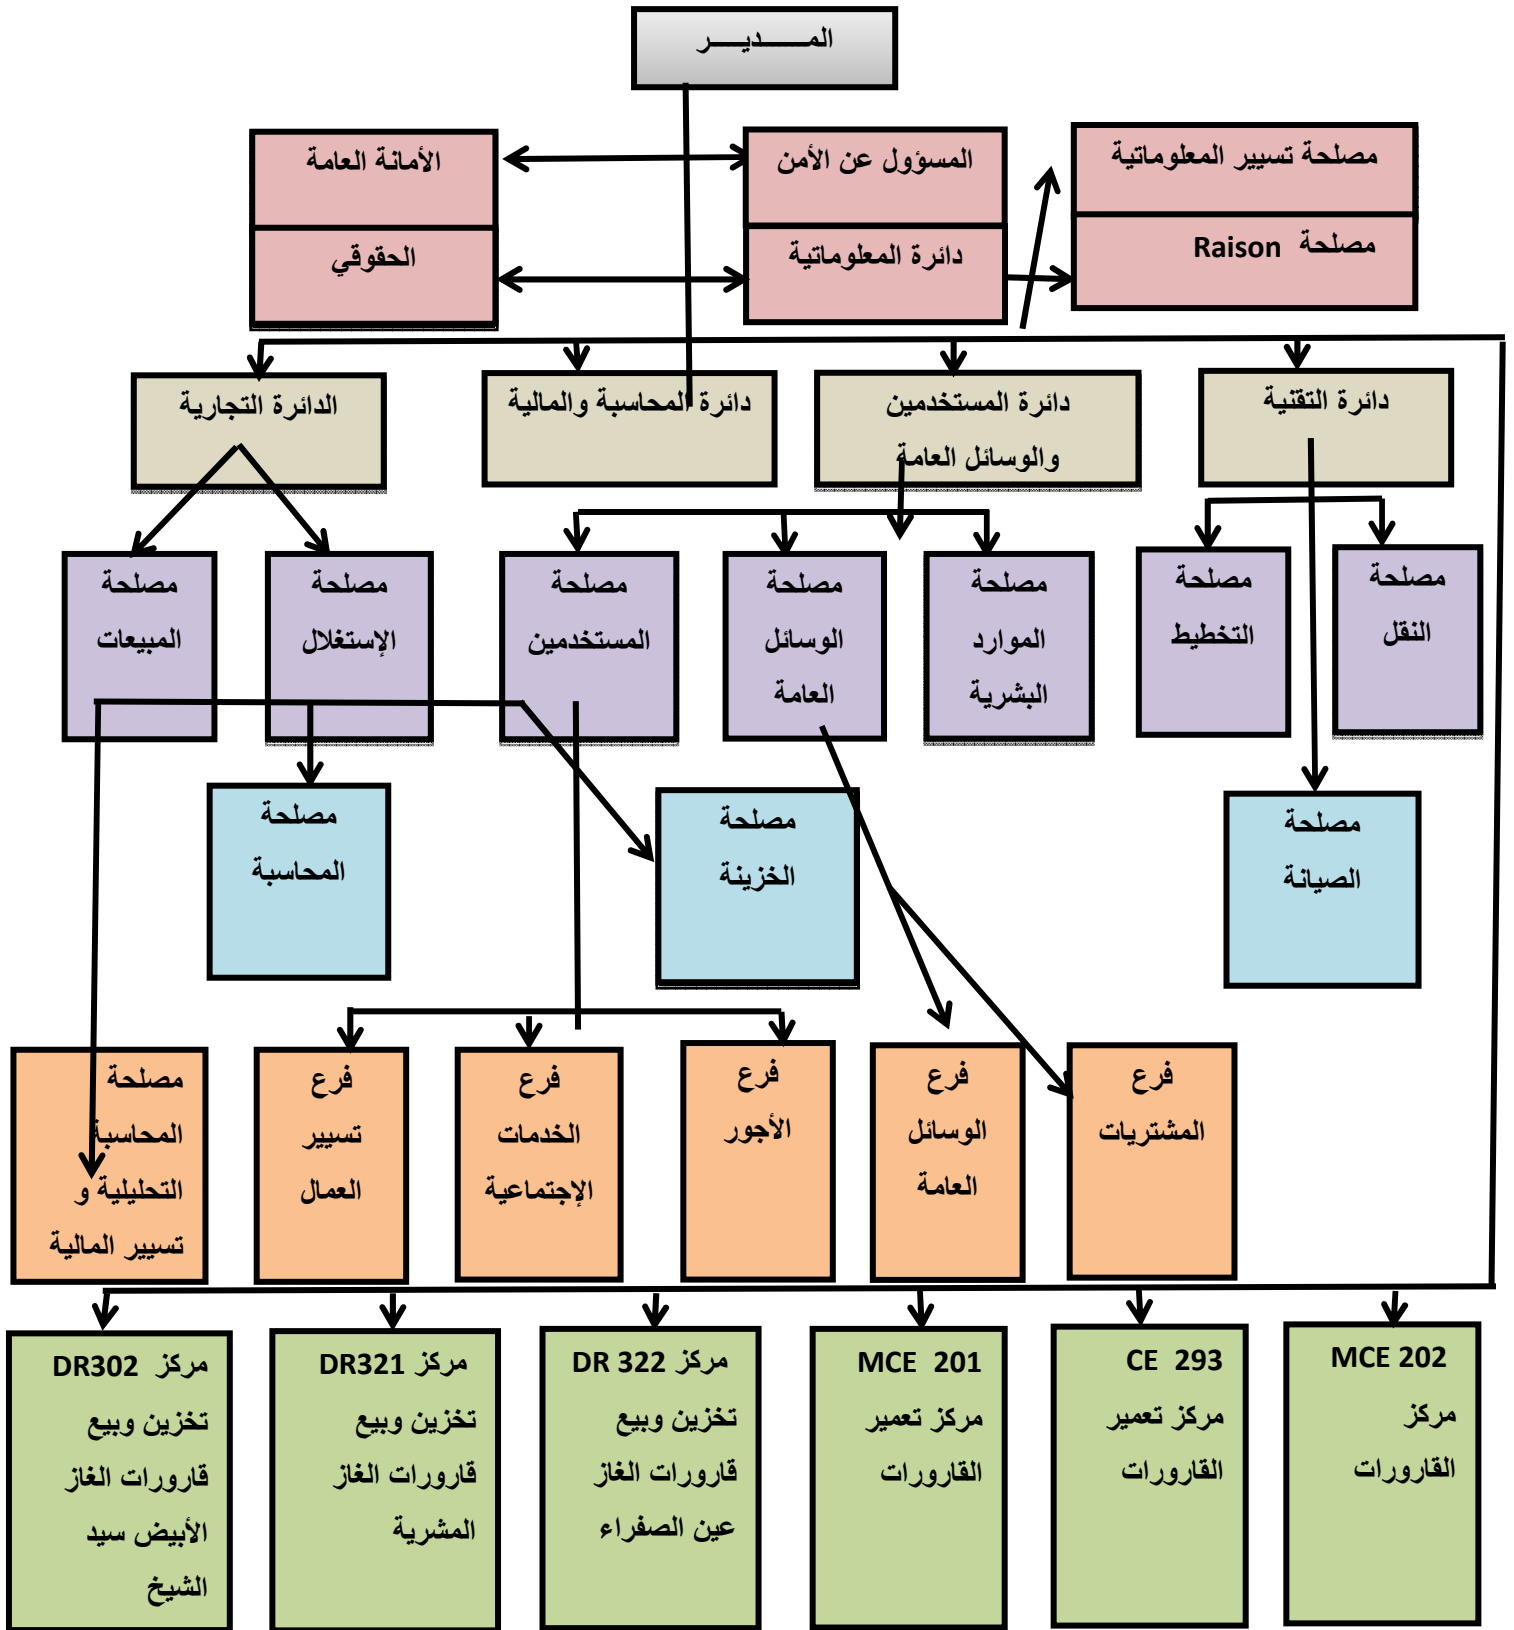 المـــــــديـــــــر
مصلحة تسيير المعلوماتية
المسؤول عن الأمن
الأمانة العامة
مصلحة Raison
دائرة المعلوماتية
الحقوقي
دائرة التقنية
دائرة المستخدمين
والوسائل العامة
دائرة المحاسبة والمالية
الدائرة التجارية
مصلحة
النقل
مصلحة
التخطيط
مصلحة
الموارد
البشرية
مصلحة
الوسائل
العامة
مصلحة
المستخدمين
مصلحة
الإستغلال
مصلحة
المبيعات
مصلحة
الصيانة
مصلحة
الخزينة
مصلحة
المحاسبة
فرع
المشتريات
فرع
الوسائل
العامة
فرع
الأجور
فرع
الخدمات
الإجتماعية
فرع
تسيير
العمال
مصلحة
المحاسبة
التحليلية و
تسيير المالية
MCE 202
مركز
القارورات
CE 293
مركز تعمير
القارورات
MCE 201
مركز تعمير
القارورات
مركز DR 322
تخزين وبيع
قارورات الغاز
عين الصفراء
مركز DR321
تخزين وبيع
قارورات الغاز
المشرية
مركز DR302
تخزين وبيع
قارورات الغاز
الأبيض سيد
الشيخ